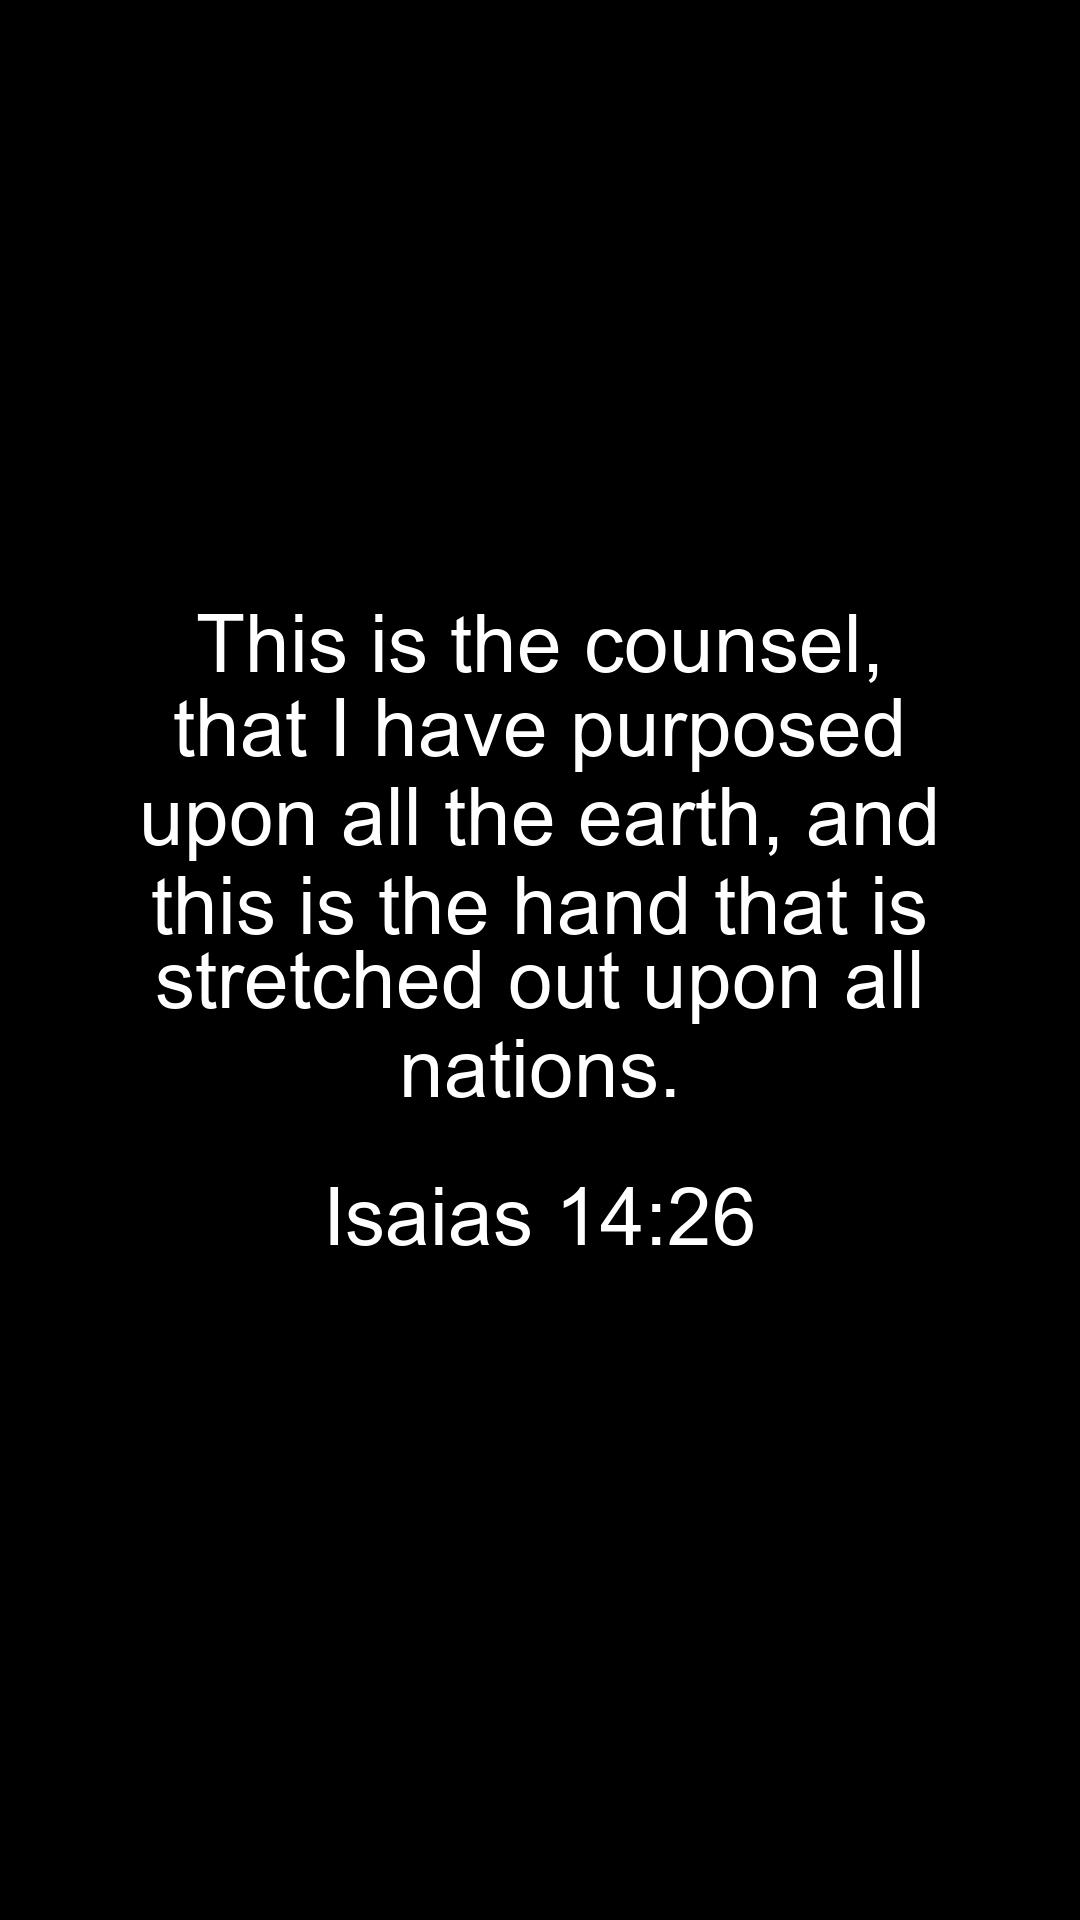 This is the counsel,
that I have purposed
upon all the earth, and
this is the hand that is
stretched out upon all
nations.
Isaias 14:26